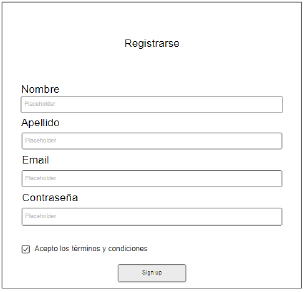 Registrarse
Nombre
Placeholder
Apellido
Placeholder
Email
Placeholder
Contraseña
Placeholder
Acepto los términos y condiciones
Sign up